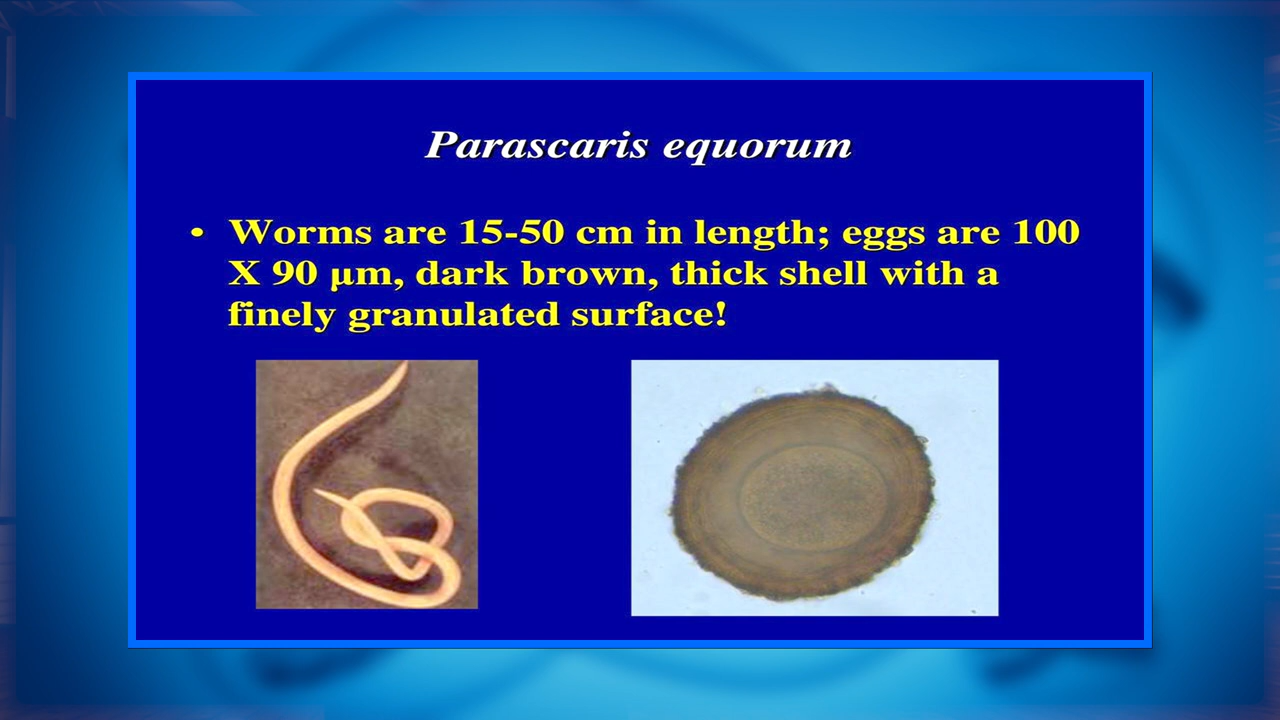 Parascaris equorum
• Worms are 15-50 cm in length; eggs are 100
X 90 µm, dark brown, thick shell with a
finely granulated surface!